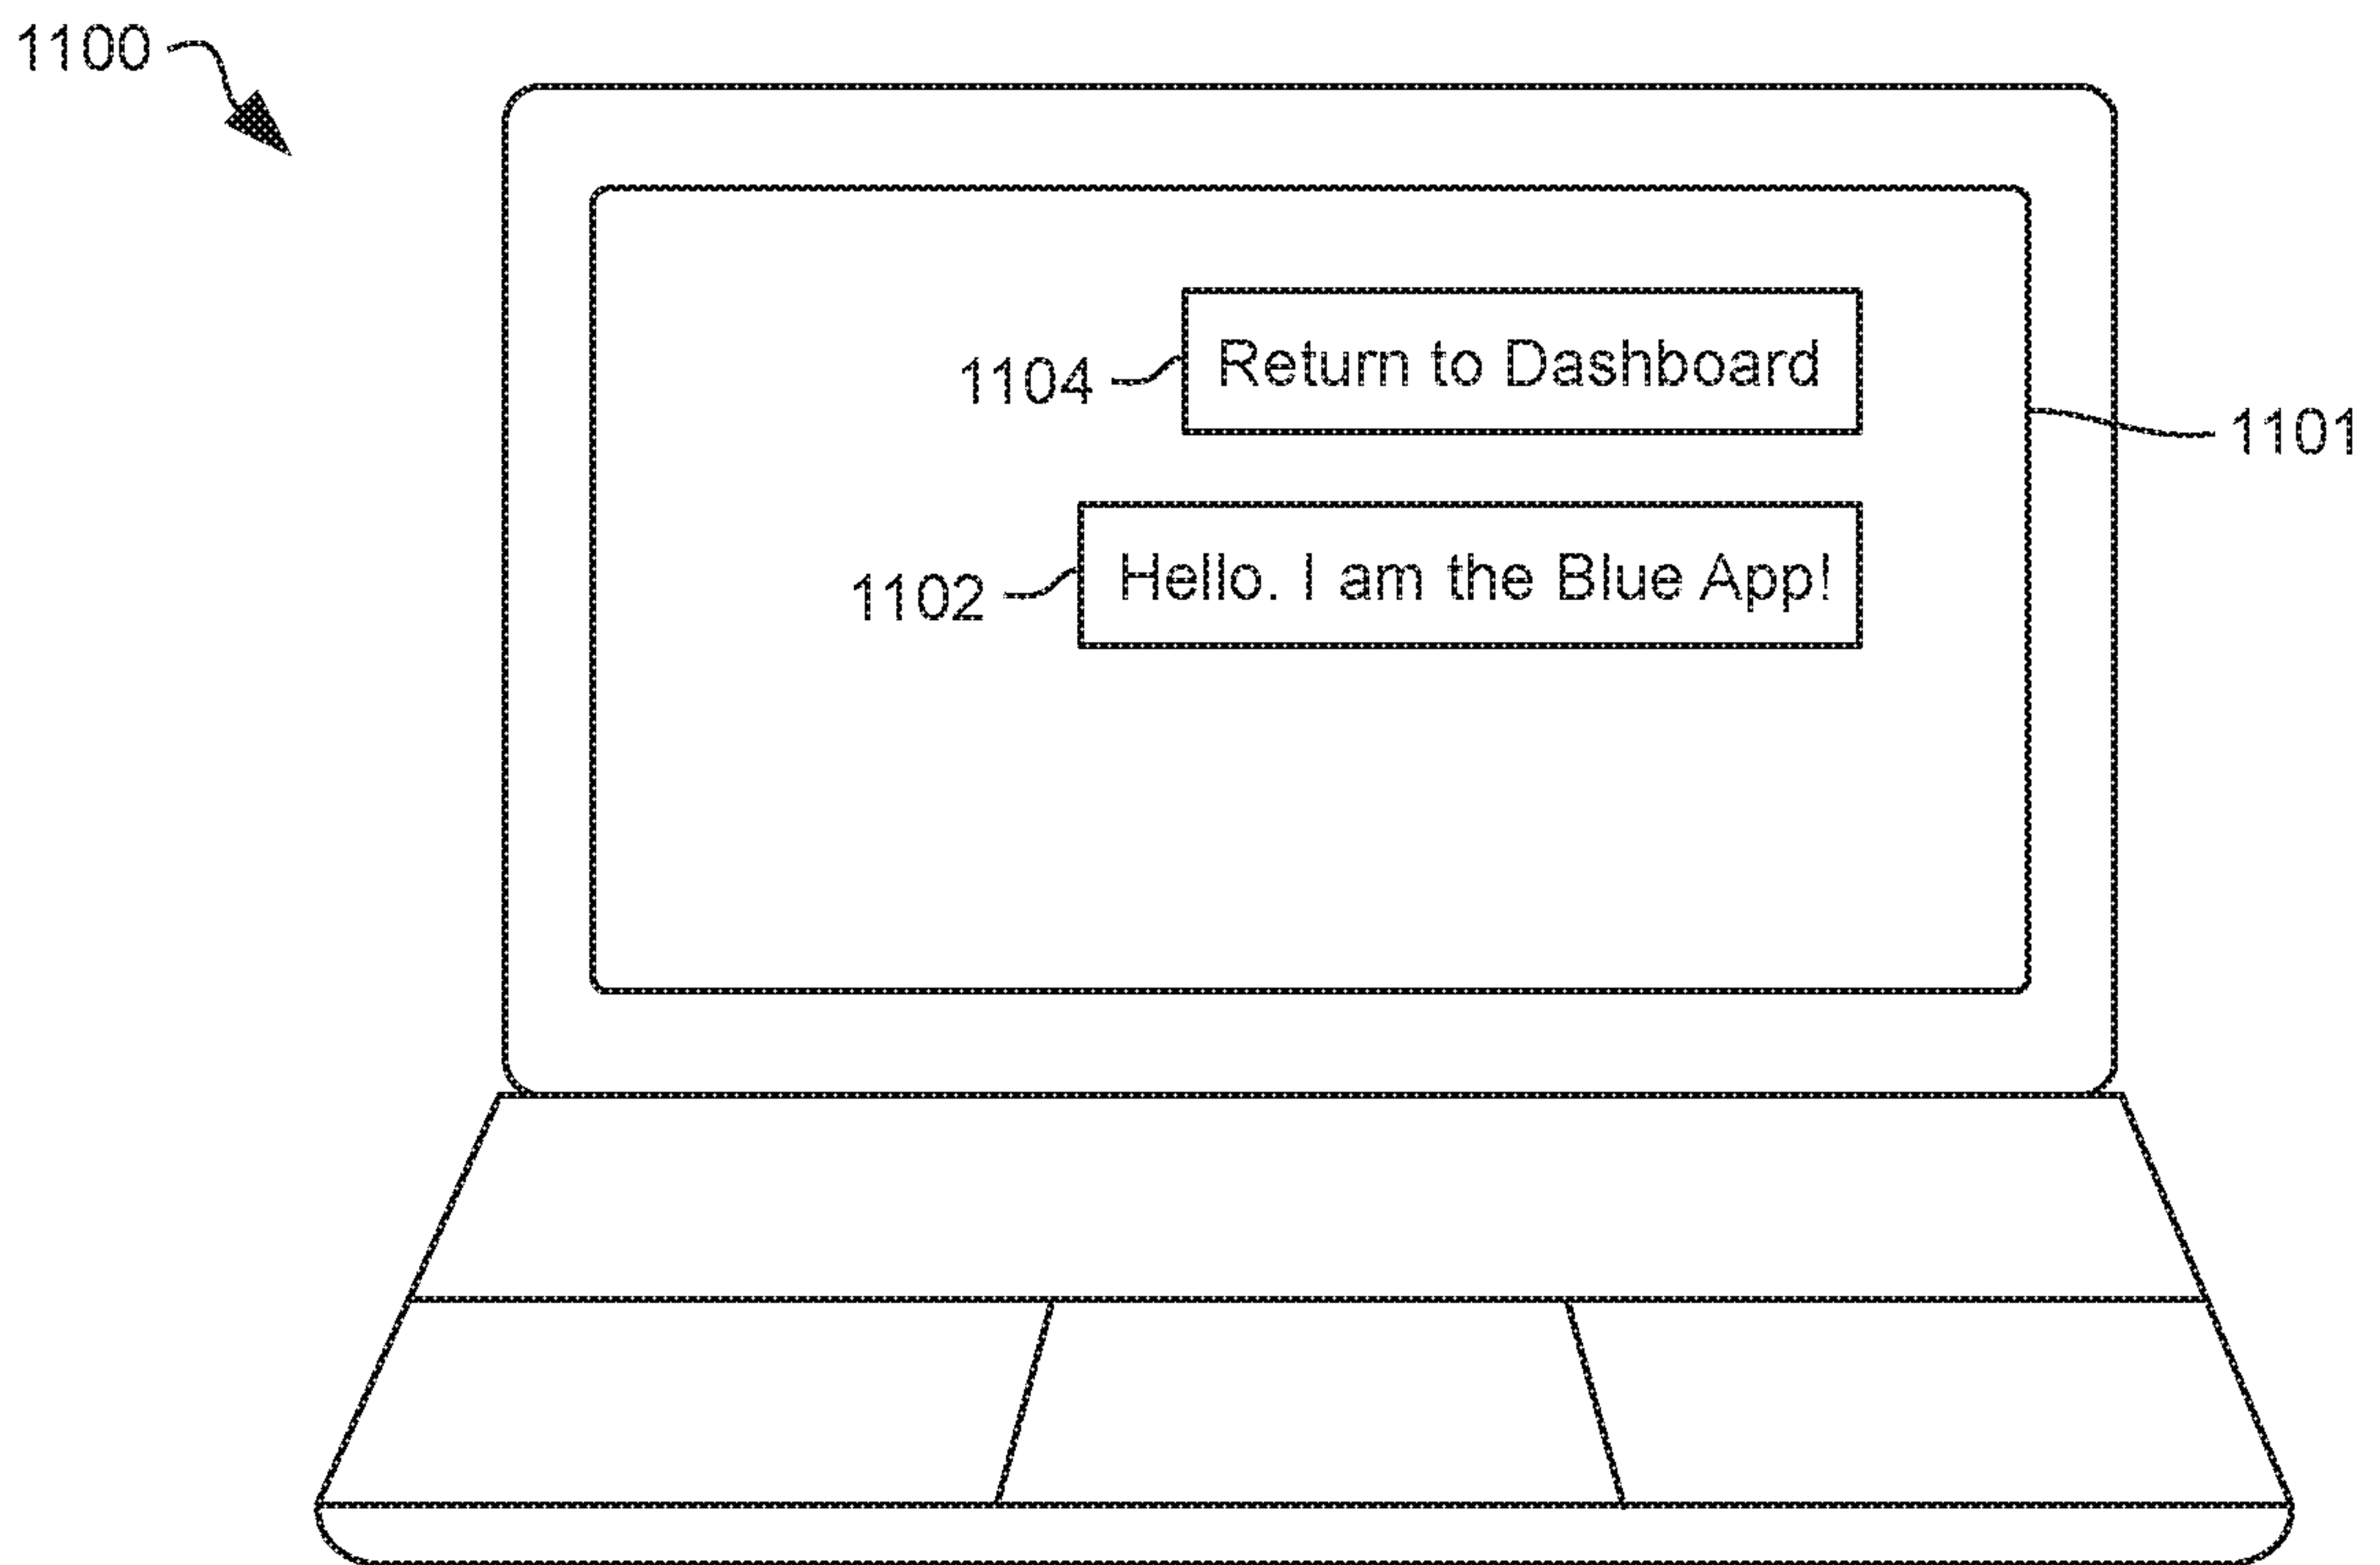 1100
1104 Return to Dashboard
1101
1102 Hello. I am the Blue App!